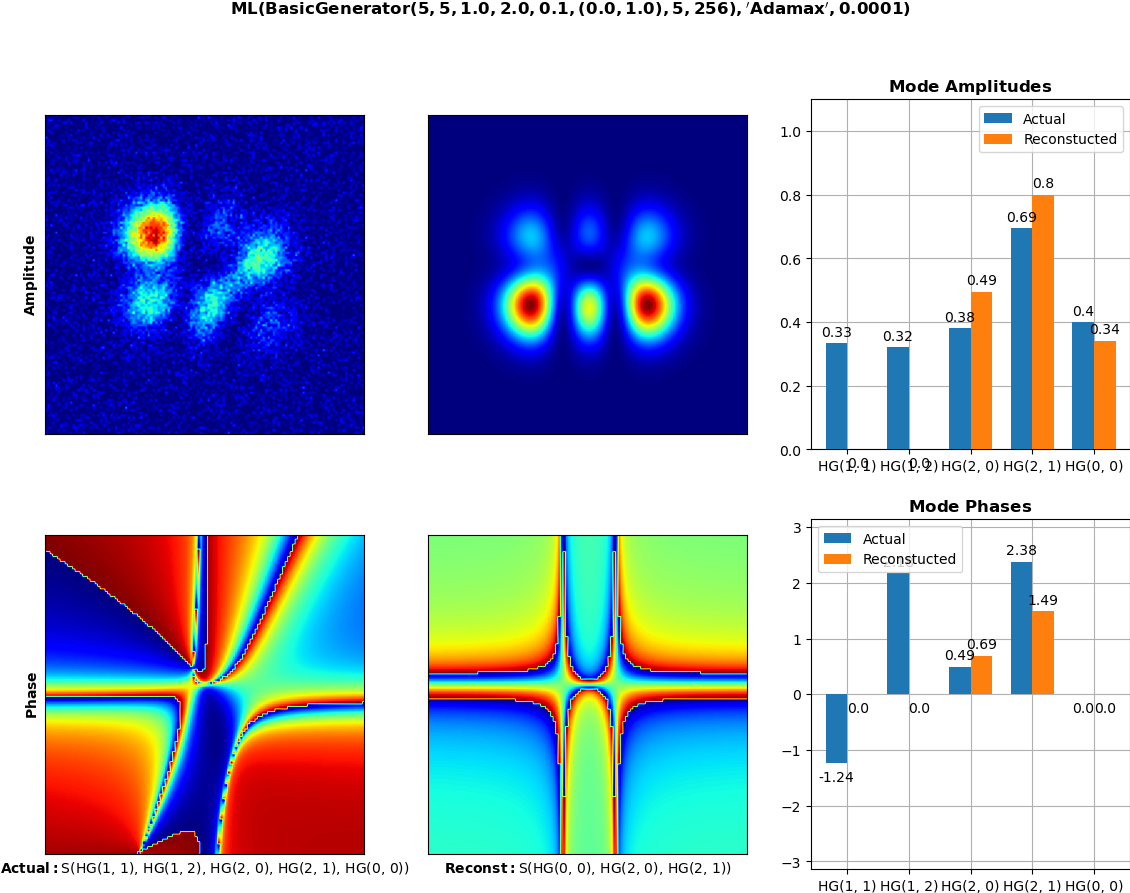 ML(BasicGenerator(5, 5, 1.0, 2.0, 0.1, (0.0, 1.0), 5, 256), ′Adamax′, 0.0001)
Amplitude
Mode Amplitudes
Actual
Reconstucted
1.0
0.8
0.6
0.4
0.2
0.0
0.33
0.0
0.32
0.0
0.38
0.49
0.69
0.8
0.4
0.34
HG(1, 1)
HG(1, 2)
HG(2, 0)
HG(2, 1)
HG(0, 0)
Phase
Actual: S(HG(1, 1), HG(1, 2), HG(2, 0), HG(2, 1), HG(0, 0))
Reconst: S(HG(0, 0), HG(2, 0), HG(2, 1))
Mode Phases
Actual
Reconstucted
3
2
1
0
−1
−2
−3
-1.24
0.0
0.0
0.49
0.69
2.38
1.49
0.0
0.0
HG(1, 1)
HG(1, 2)
HG(2, 0)
HG(2, 1)
HG(0, 0)